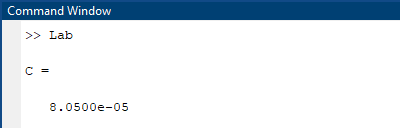 Command Window
>> Lab
C =
8.0500e-05